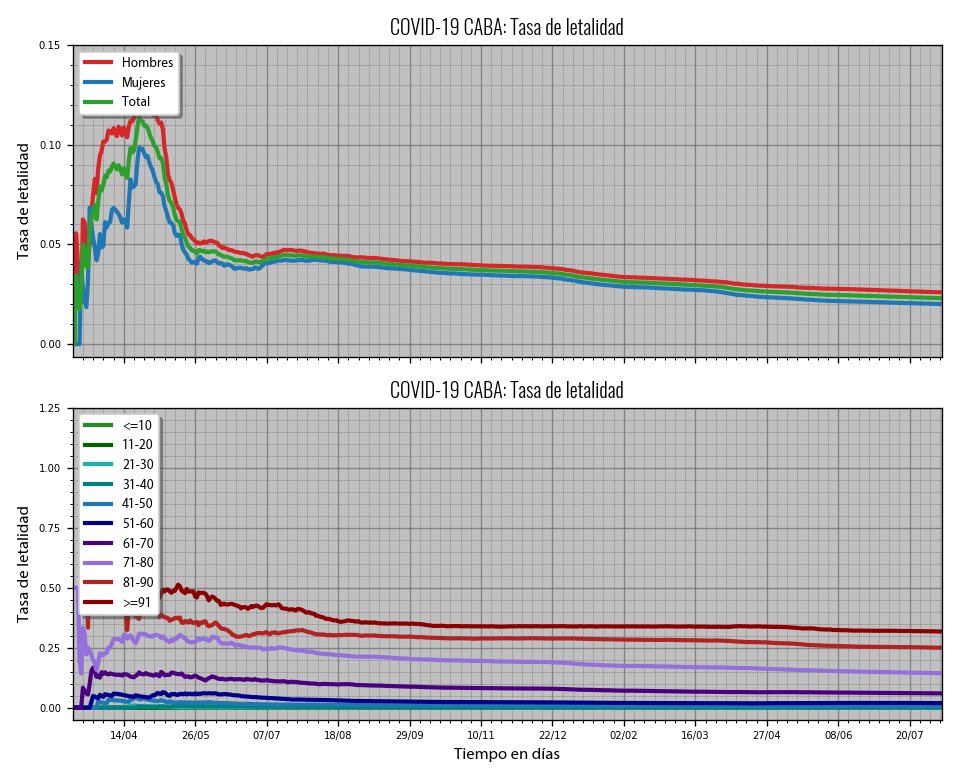 COVID-19 CABA: Tasa de letalidad
0.15
0.10
0.05
0.00
Tasa de letalidad
Hombres
Mujeres
Total
COVID-19 CABA: Tasa de letalidad
1.25
1.00
0.75
0.50
0.25
0.00
Tasa de letalidad
<=10
11-20
21-30
31-40
41-50
51-60
61-70
71-80
81-90
>=91
14/04 26/05 07/07 18/08 29/09 10/11 22/12 02/02 16/03 27/04 08/06 20/07
Tiempo en días